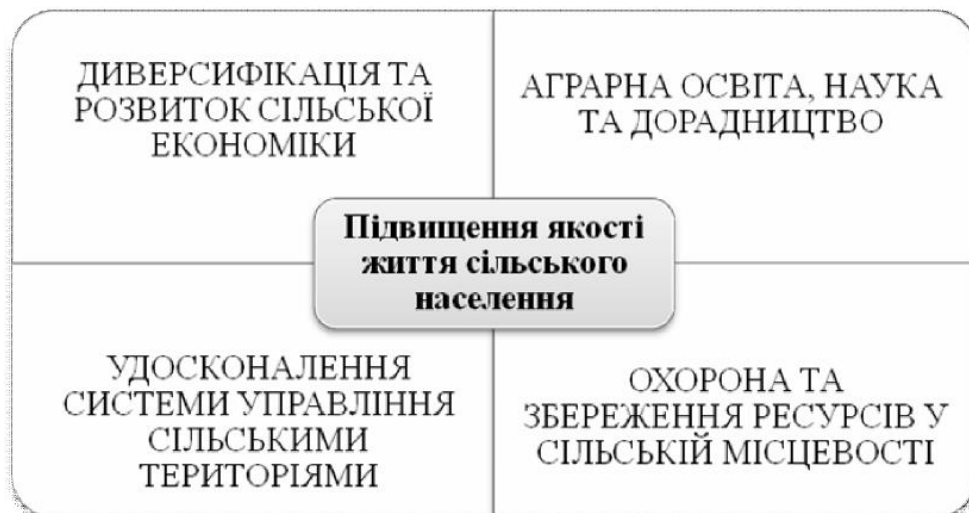 ДИВЕРСИФІКАЦІЯ ТА
РОЗВИТОК СІЛЬСЬКОЇ
ЕКОНОМІКИ
АГРАРНА ОСВІТА, НАУКА
ТА ДОРАДНИЦТВО
Підвищення якості
життя сільського
населення
УДОСКОНАЛЕННЯ
СИСТЕМИ УПРАВЛІННЯ
СІЛЬСЬКИМИ
ТЕРИТОРІЯМИ
ОХОРОНА ТА
ЗБЕРЕЖЕННЯ РЕСУРСІВ У
СІЛЬСЬКІЙ МІСЦЕВОСТІ